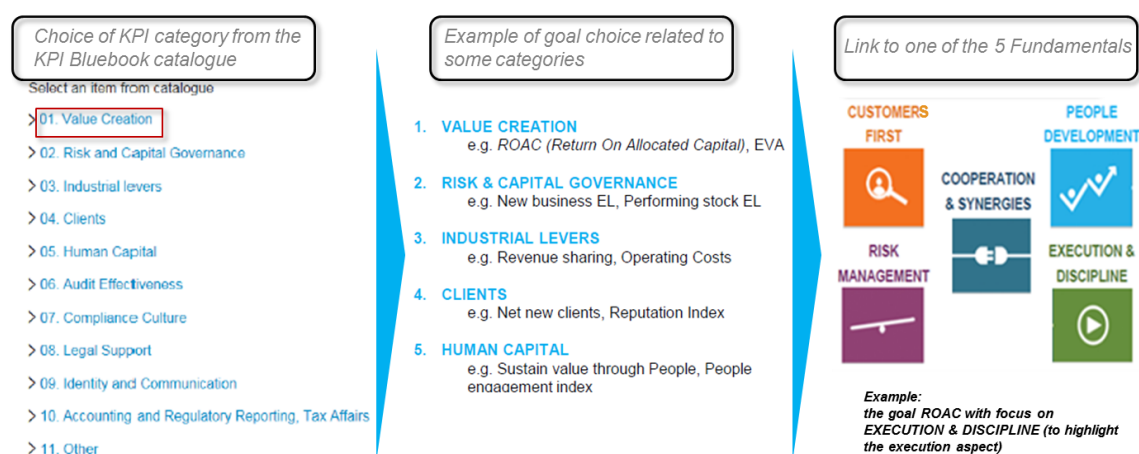 Choice of KPI category from the
KPI Bluebook catalogue
Select an item from catalogue
01. Value Creation
02. Risk and Capital Governance
03. Industrial levers
04. Clients
05. Human Capital
06. Audit Effectiveness
07. Compliance Culture
08. Legal Support
09. Identity and Communication
10. Accounting and Regulatory Reporting, Tax Affairs
11. Other
Example of goal choice related to
some categories
1. VALUE CREATION
e.g. ROAC (Return On Allocated Capital), EVA
2. RISK & CAPITAL GOVERNANCE
e.g. New business EL, Performing stock EL
3. INDUSTRIAL LEVERS
e.g. Revenue sharing, Operating Costs
4. CLIENTS
e.g. Net new clients, Reputation Index
5. HUMAN CAPITAL
e.g. Sustain value through People, People
engagement index
Link to one of the 5 Fundamentals
CUSTOMERS
FIRST
PEOPLE
DEVELOPMENT
COOPERATION
& SYNERGIES
RISK
MANAGEMENT
EXECUTION &
DISCIPLINE
Example:
the goal ROAC with focus on
EXECUTION & DISCIPLINE (to highlight
the execution aspect)